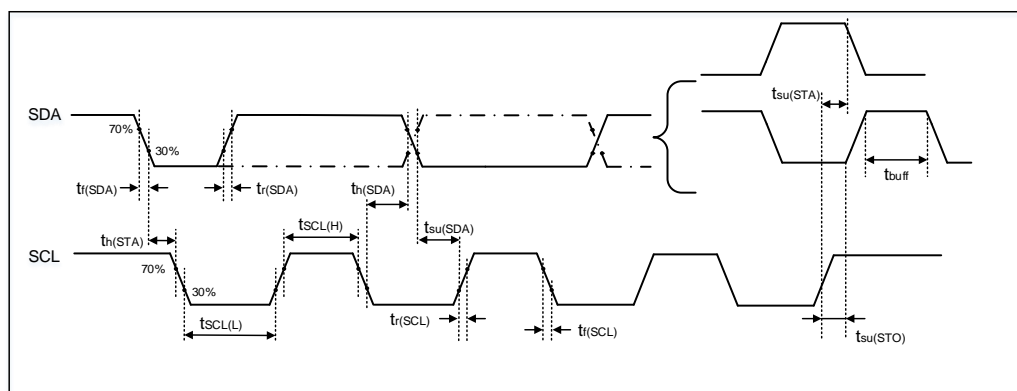 tsu(STA)
SDA
70%
30%
tbuff
tf(SDA)
tr(SDA)
th(SDA)
tSCL(H)
tsu(SDA)
th(STA)
SCL
70%
30%
tSCL(L)
tr(SCL)
tf(SCL)
tsu(STO)